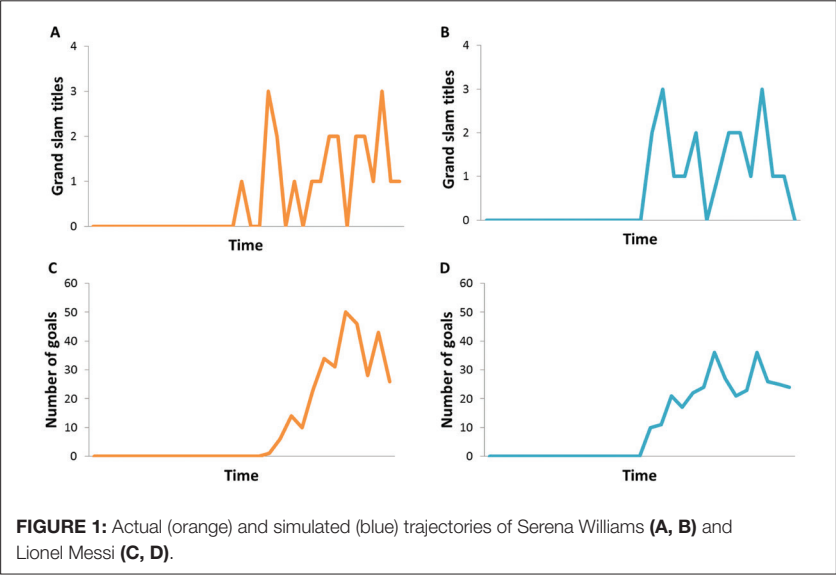 A
Grand slam titles
4
3
2
1
0
Time
B
Grand slam titles
4
3
2
1
0
Time
C
Number of goals
60
50
40
30
20
10
0
Time
D
Number of goals
60
50
40
30
20
10
0
Time
FIGURE 1: Actual (orange) and simulated (blue) trajectories of Serena Williams (A, B) and
Lionel Messi (C, D).